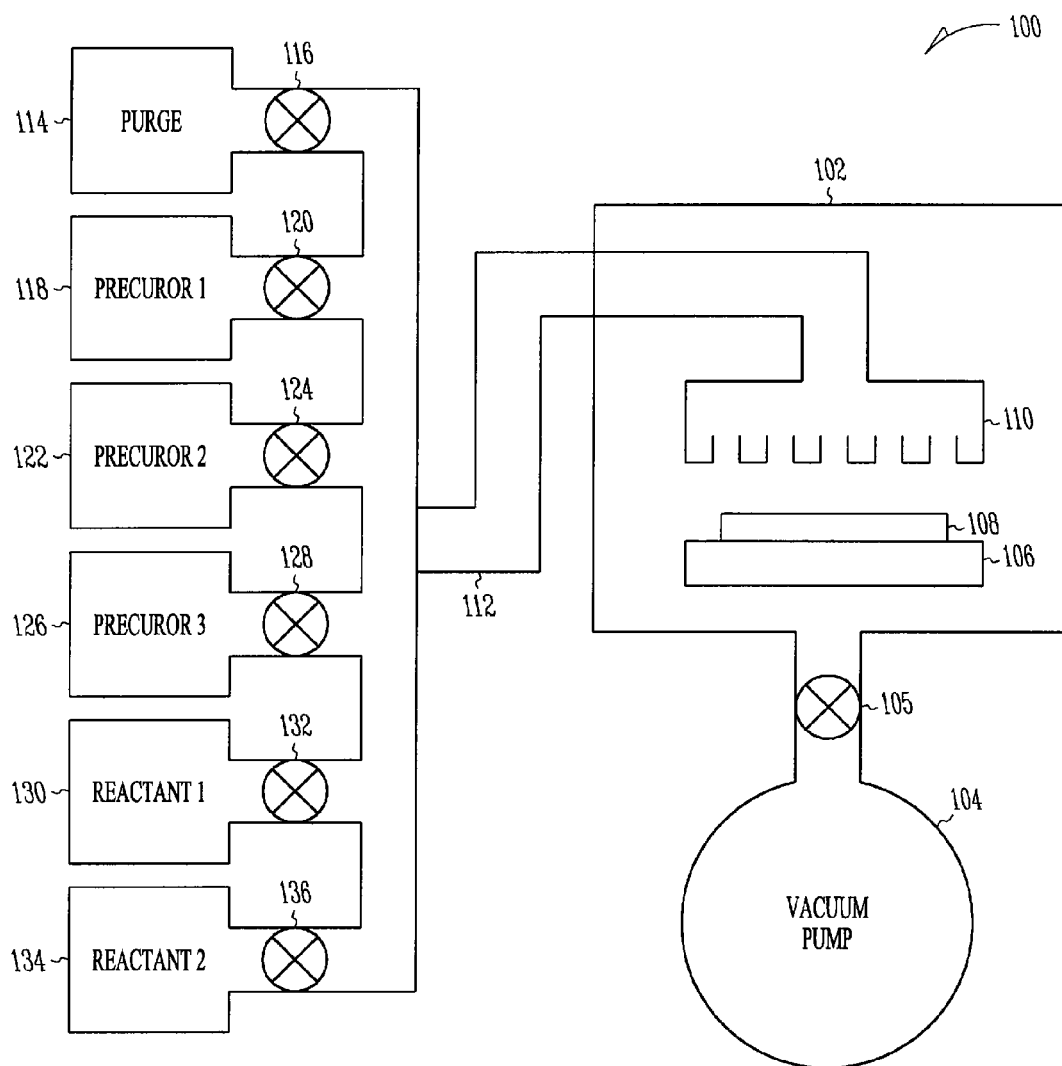 100
116
114
PURGE
102
120
118
PRECUROR 1
124
110
122
PRECUROR 2
108
106
128
112
126
PRECUROR 3
105
132
130
REACTANT 1
104
136
134
REACTANT 2
VACUUM
PUMP